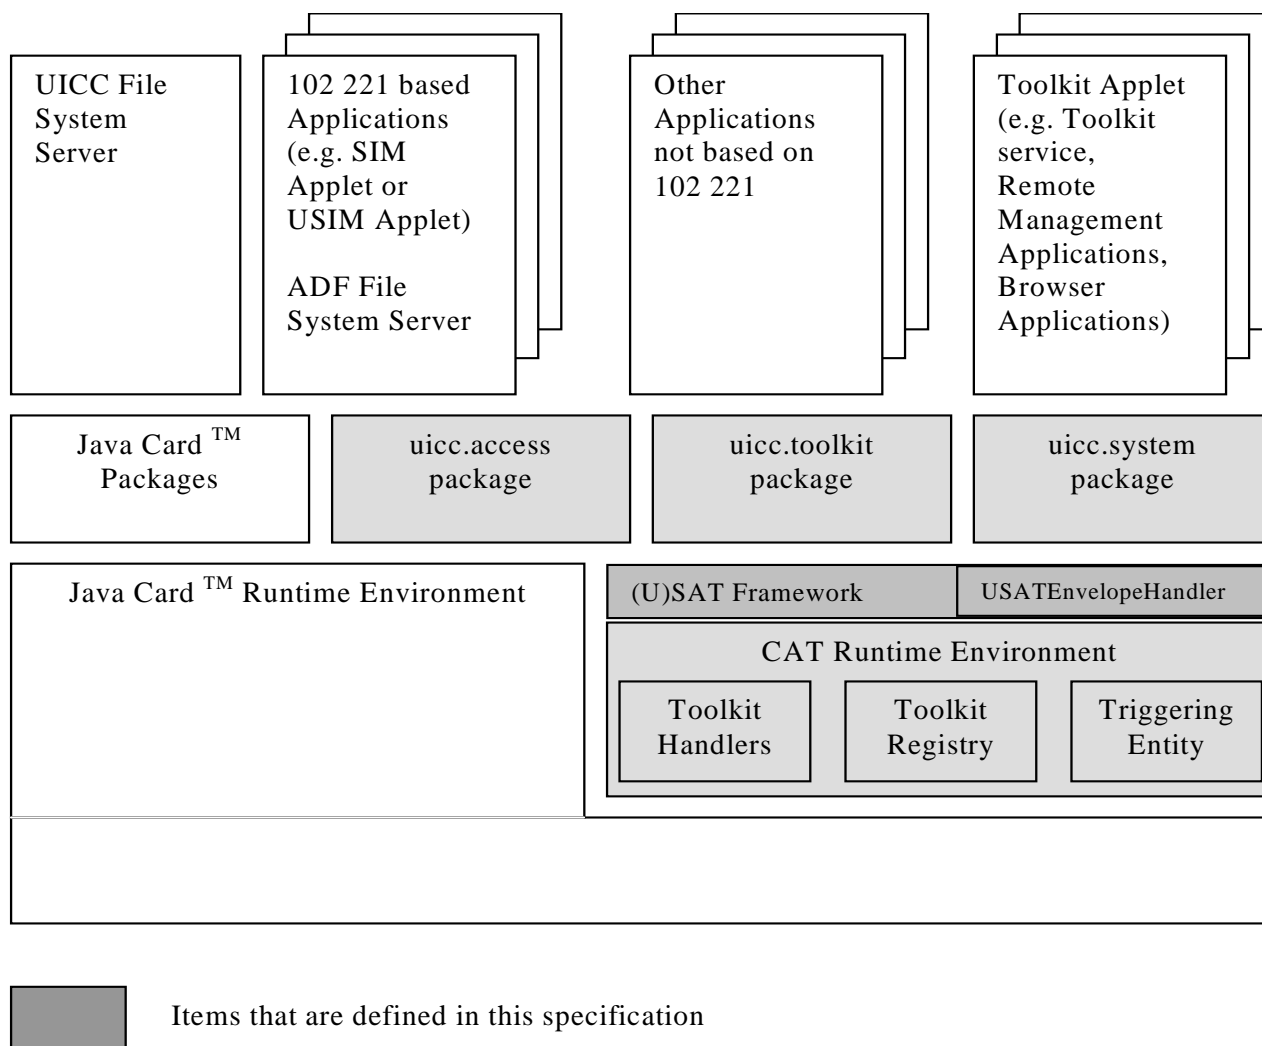 UICC File
System
Server
102 221 based
Applications
(e.g. SIM
Applet or
USIM Applet)
ADF File
System Server
Other
Applications
not based on
102 221
Toolkit Applet
(e.g. Toolkit
service,
Remote
Management
Applications,
Browser
Applications)
Java Card TM
Packages
uicc.access
package
uicc.toolkit
package
uicc.system
package
Java Card TM Runtime Environment
(U)SAT Framework
USATEnvelopeHandler
CAT Runtime Environment
Toolkit
Handlers
Toolkit
Registry
Triggering
Entity
Items that are defined in this specification